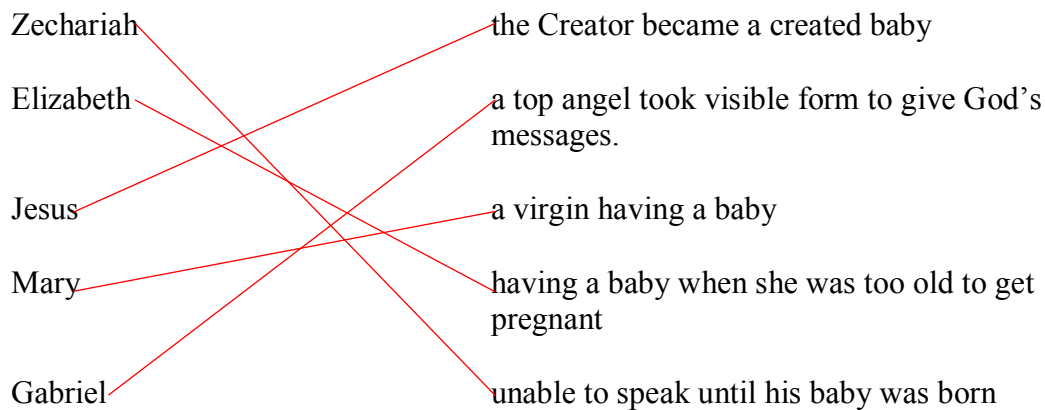 Zechariah the Creator became a created baby
Elizabeth a top angel took visible form to give God’s
messages.
Jesus a virgin having a baby
Mary having a baby when she was too old to get
pregnant
Gabriel unable to speak until his baby was born